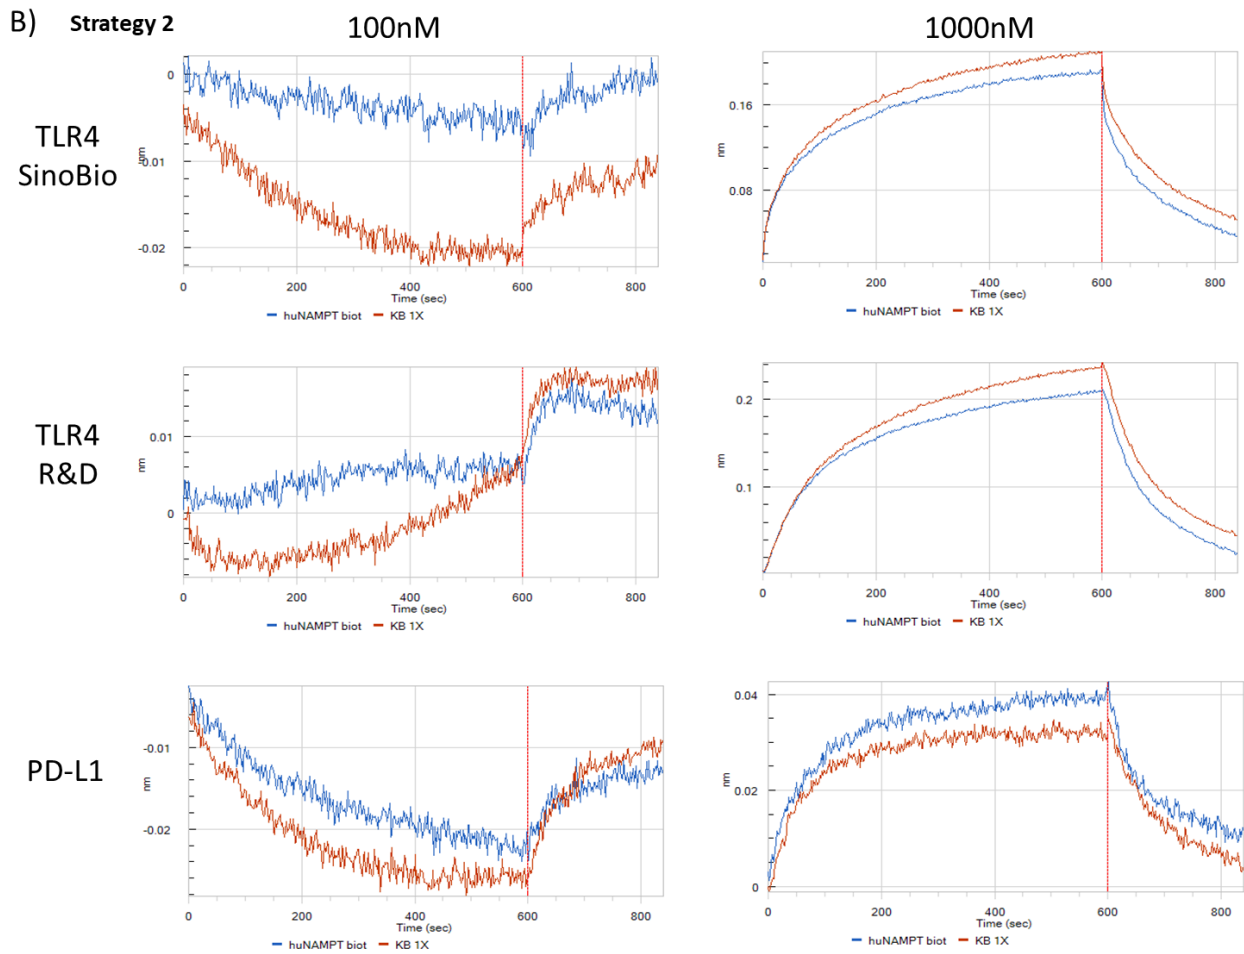 B) Strategy 2 100nM 1000nM
TLR4
SinoBio
0
-0.01
-0.02
nm
0 200 400 600 800
Time (sec)
huNAMPT biot KB 1X
0.16
0.08
nm
0 200 400 600 800
Time (sec)
huNAMPT biot KB 1X
TLR4
R&D
0.01
0
nm
0 200 400 600 800
Time (sec)
huNAMPT biot KB 1X
0.2
0.1
nm
0 200 400 600 800
Time (sec)
huNAMPT biot KB 1X
PD-L1
-0.01
-0.02
nm
0 200 400 600 800
Time (sec)
huNAMPT biot KB 1X
0.04
0.02
0
nm
0 200 400 600 800
Time (sec)
huNAMPT biot KB 1X